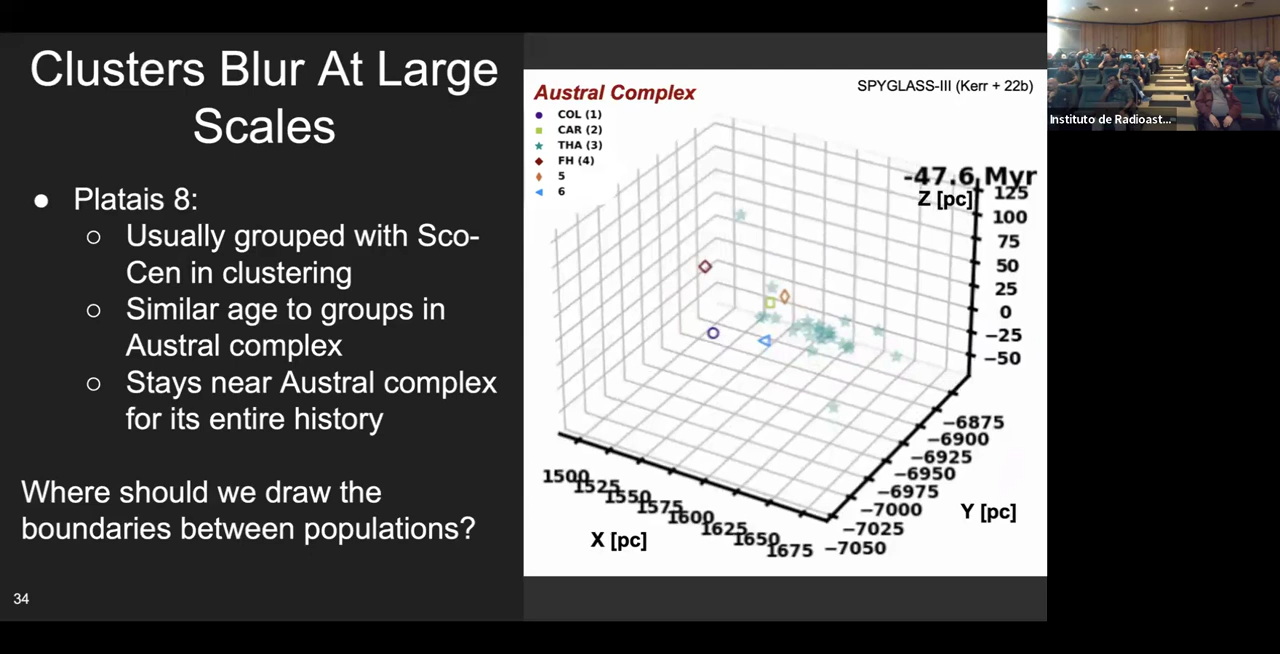 Clusters Blur At Large
Scales
● Platais 8:
○ Usually grouped with Sco-
Cen in clustering
○ Similar age to groups in
Austral complex
○ Stays near Austral complex
for its entire history
Where should we draw the
boundaries between populations?
34
Austral Complex
SPYGLASS-III (Kerr + 22b)
COL (1)
CAR (2)
THA (3)
FH (4)
5
6
-47.6 Myr
Z [pc]
125
100
75
50
25
0
−25
−50
−6875
−6900
−6925
−6950
−6975
−7000
−7025
−7050
Y [pc]
1500
1525
1550
1575
1600
1625
1650
1675
X [pc]
Instituto de Radioast...